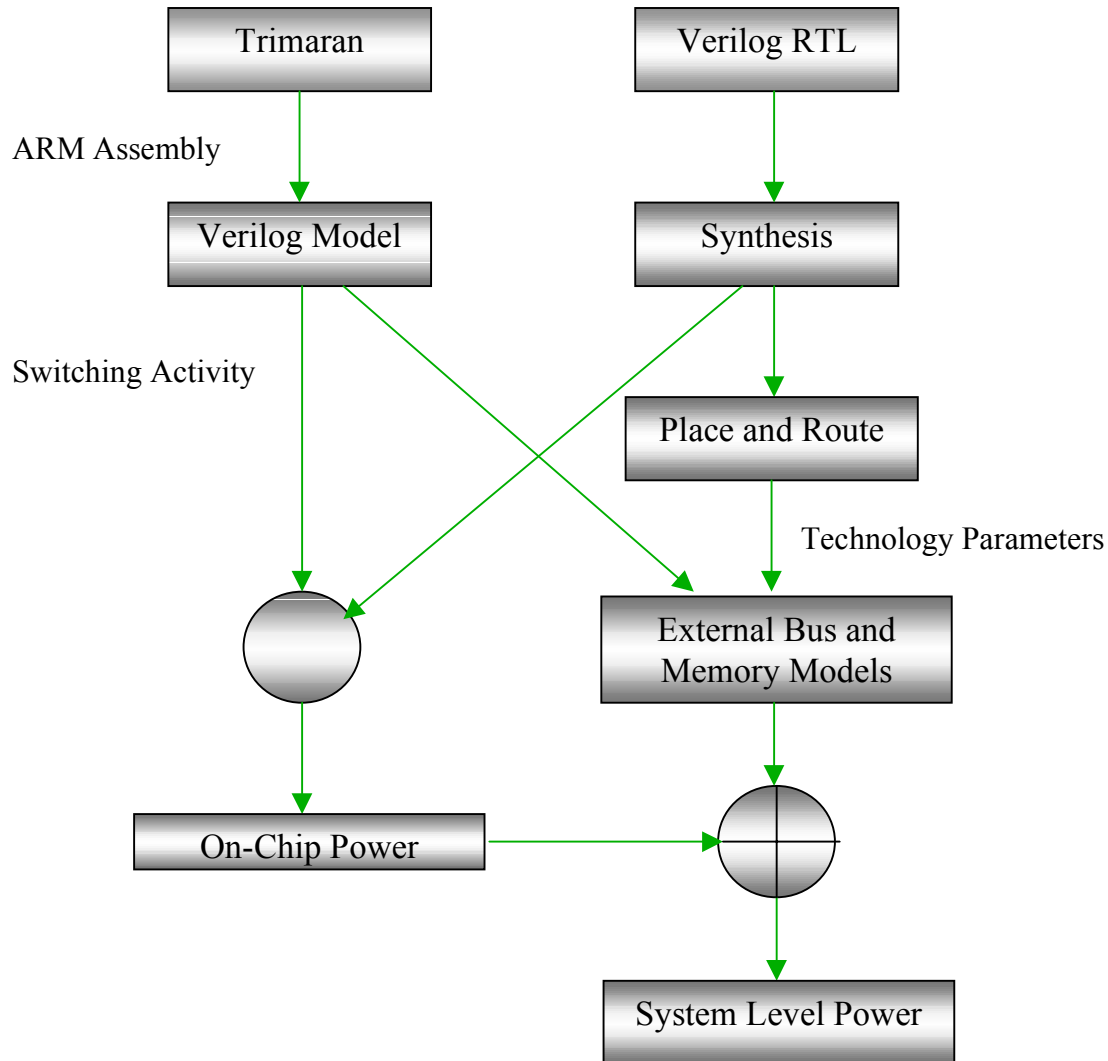 Trimaran
Verilog RTL
ARM Assembly
Verilog Model
Synthesis
Switching Activity
Place and Route
Technology Parameters
External Bus and
Memory Models
On-Chip Power
System Level Power